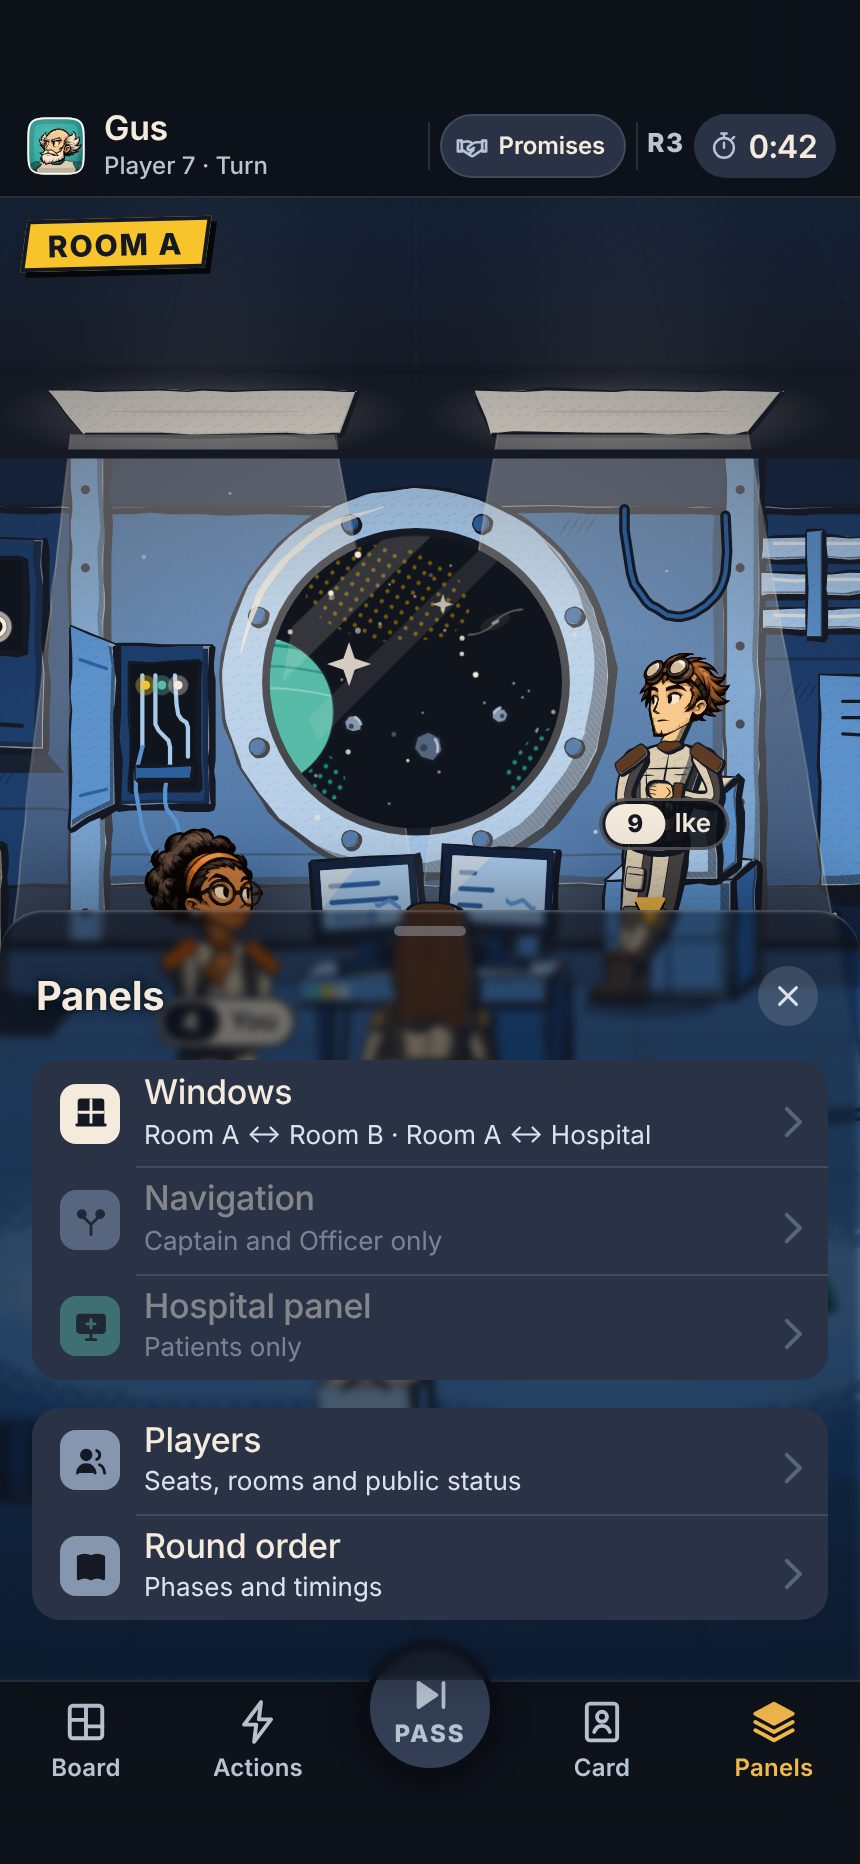 Gus
Player 7 · Turn
Promises
R3
0:42
ROOM A
9 Ike
Panels
4 You
Windows
Room A ↔ Room B · Room A ↔ Hospital
Navigation
Captain and Officer only
Hospital panel
Patients only
Players
Seats, rooms and public status
Round order
Phases and timings
PASS
Board
Actions
Card
Panels